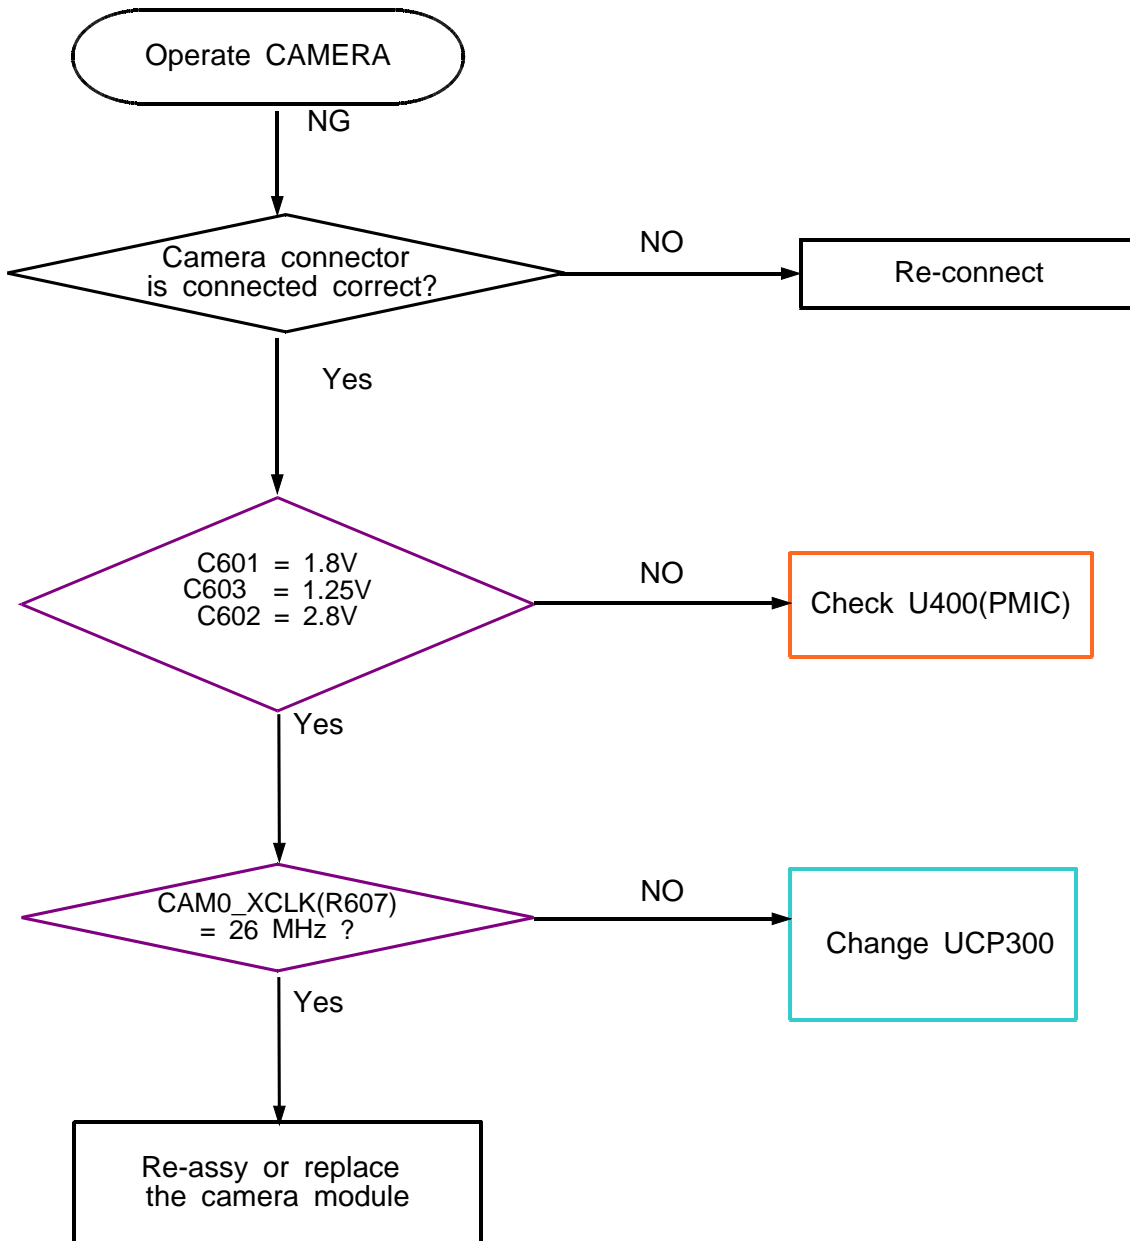 Operate CAMERA
NG
Camera connector
is connected correct?
NO
Re-connect
Yes
C601 = 1.8V
C603 = 1.25V
C602 = 2.8V
NO
Check U400(PMIC)
Yes
CAM0_XCLK(R607)
= 26 MHz ?
NO
Change UCP300
Yes
Re-assy or replace
the camera module